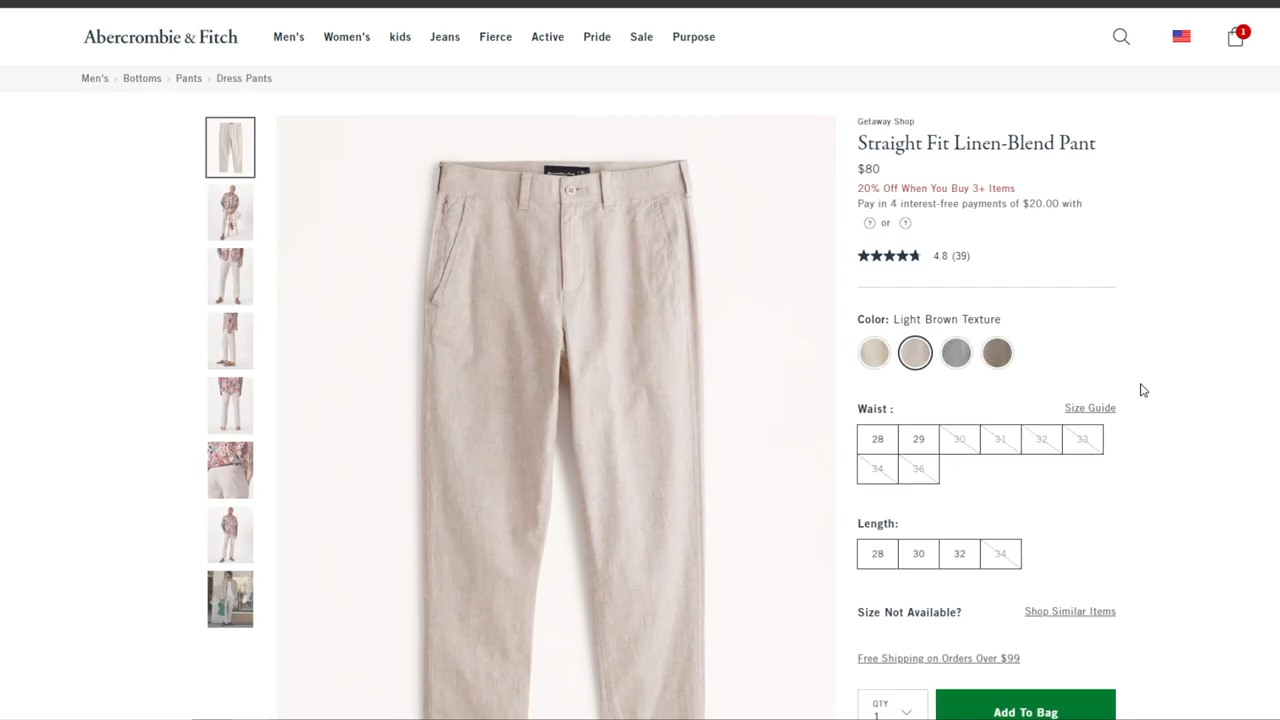 Abercrombie & Fitch
Men's Women's kids Jeans Fierce Active Pride Sale Purpose
1
Men's › Bottoms › Pants › Dress Pants
Getaway Shop
Straight Fit Linen-Blend Pant
$80
20% Off When You Buy 3+ Items
Pay in 4 interest-free payments of $20.00 with
? or ?
4.8 (39)
Color: Light Brown Texture
Waist :
Size Guide
28 29 30 31 32 33
34 36
Length:
28 30 32 34
Size Not Available?
Shop Similar Items
Free Shipping on Orders Over $99
QTY
1
Add To Bag